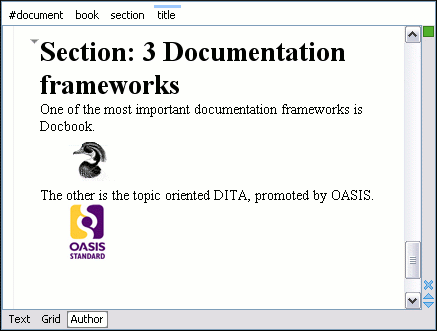 #document book section title
Section: 3 Documentation
frameworks
One of the most important documentation frameworks is
Docbook.
The other is the topic oriented DITA, promoted by OASIS.
OASIS
STANDARD
Text Grid Author